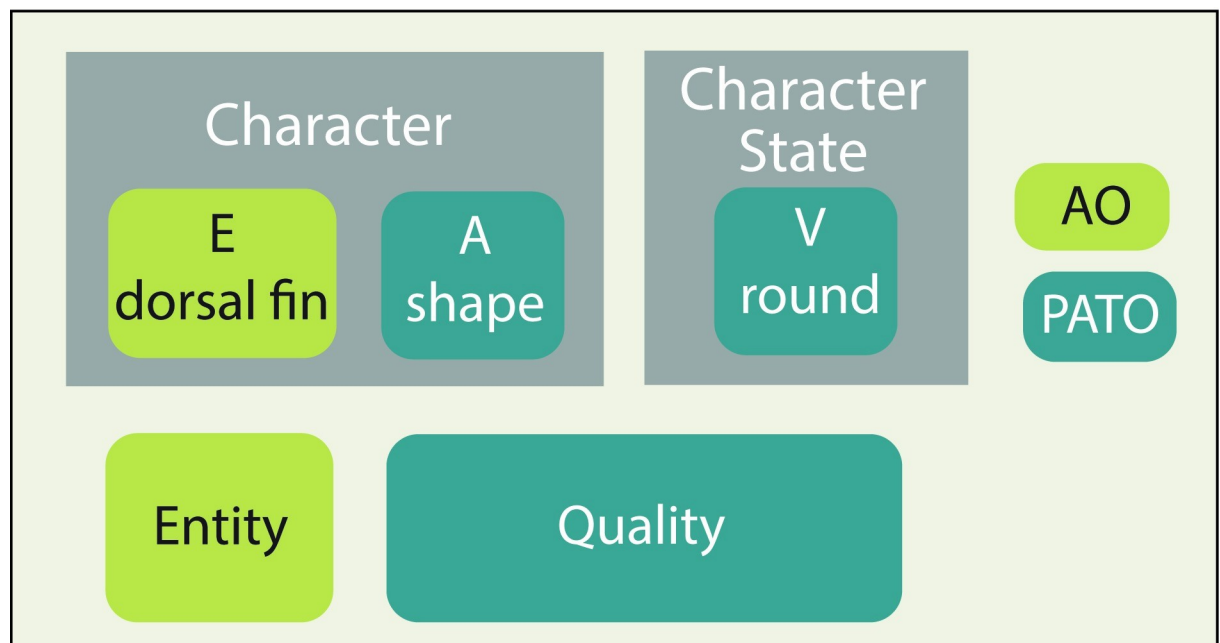 Character
E
dorsal fin
A
shape
Character
State
V
round
AO
PATO
Entity
Quality